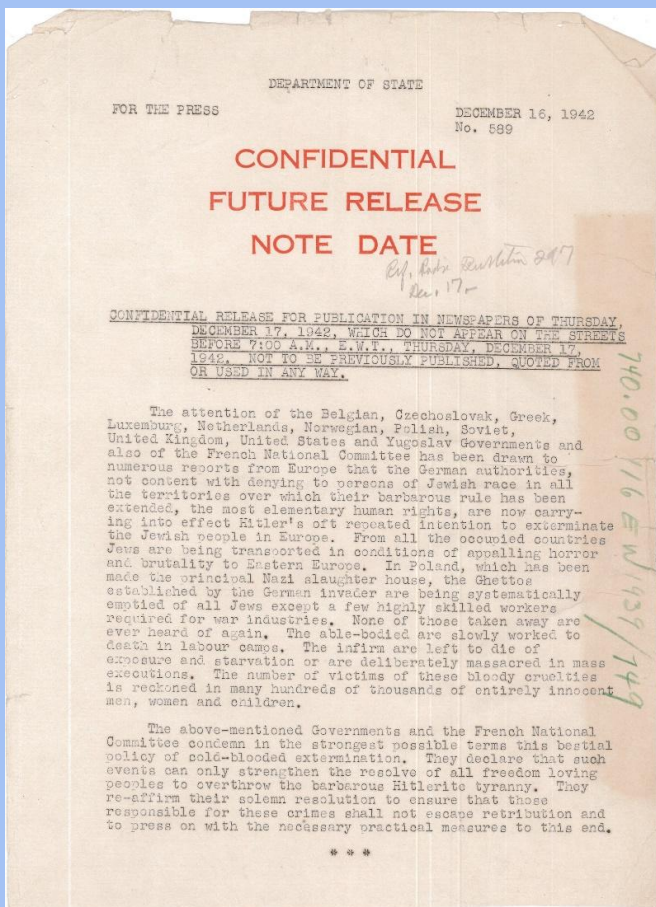 DEPARTMENT OF STATE
FOR THE PRESS
DECEMBER 16, 1942
No. 589
CONFIDENTIAL
FUTURE RELEASE
NOTE DATE
Dec. 17
CONFIDENTIAL RELEASE FOR PUBLICATION IN NEWSPAPERS OF THURSDAY,
DECEMBER 17, 1942, WHICH DO NOT APPEAR ON THE STREETS
BEFORE 7:00 A.M., E.W.T., THURSDAY, DECEMBER 17,
1942. NOT TO BE PREVIOUSLY PUBLISHED, QUOTED FROM
OR USED IN ANY WAY.
The attention of the Belgian, Czechoslovak, Greek,
Luxemburg, Netherlands, Norwegian, Polish, Soviet,
United Kingdom, United States and Yugoslav Governments and
also of the French National Committee has been drawn to
numerous reports from Europe that the German authorities,
not content with denying to persons of Jewish race in all
the territories over which their barbarous rule has been
extended, the most elementary human rights, are now carry-
ing into effect Hitler's oft repeated intention to exterminate
the Jewish people in Europe. From all the occupied countries
Jews are being transported in conditions of appalling horror
and brutality to Eastern Europe. In Poland, which has been
made the principal Nazi slaughter house, the Ghettos
established by the German invader are being systematically
emptied of all Jews except a few highly skilled workers
required for war industries. None of those taken away are
ever heard of again. The able-bodied are slowly worked to
death in labour camps. The infirm are left to die of
exposure and starvation or are deliberately massacred in mass
executions. The number of victims of these bloody cruelties
is reckoned in many hundreds of thousands of entirely innocent
men, women and children.
The above-mentioned Governments and the French National
Committee condemn in the strongest possible terms this bestial
policy of cold-blooded extermination. They declare that such
events can only strengthen the resolve of all freedom loving
peoples to overthrow the barbarous Hitlerite tyranny. They
re-affirm their solemn resolution to ensure that those
responsible for these crimes shall not escape retribution and
to press on with the necessary practical measures to this end.
* * *
740.00116 E W 1939/749